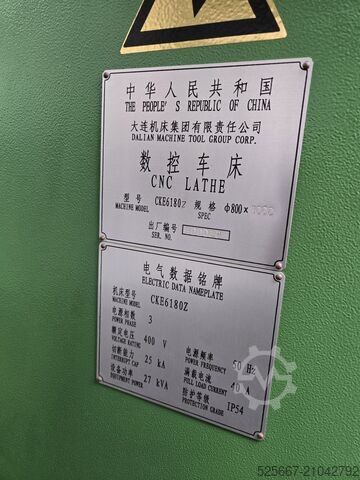 中华人民共和国
THE PEOPLE'S REPUBLIC OF CHINA
大连机床集团有限责任公司
DALIAN MACHINE TOOL GROUP CORP.
数控车床
CNC LATHE
型号 CKE6180Z 规格 Φ800×
MACHINE MODEL SPEC
出厂编号
SER. NO.
电气数据铭牌
ELECTRIC DATA NAMEPLATE
机床型号 CKE6180Z
MACHINE MODEL
电源相数 3 电源频率 50 Hz
POWER PHASE POWER FREQUENCY
额定电压 400 V 满载电流 40
VOLTAGE RATING FULL LOAD CURRENT
切断能力 25 kA 防护等级 IP54
INTERRUPT CAP PROTECTION GRADE
设备功率 27 kVA
EQUIPMENT POWER
525667-21042792